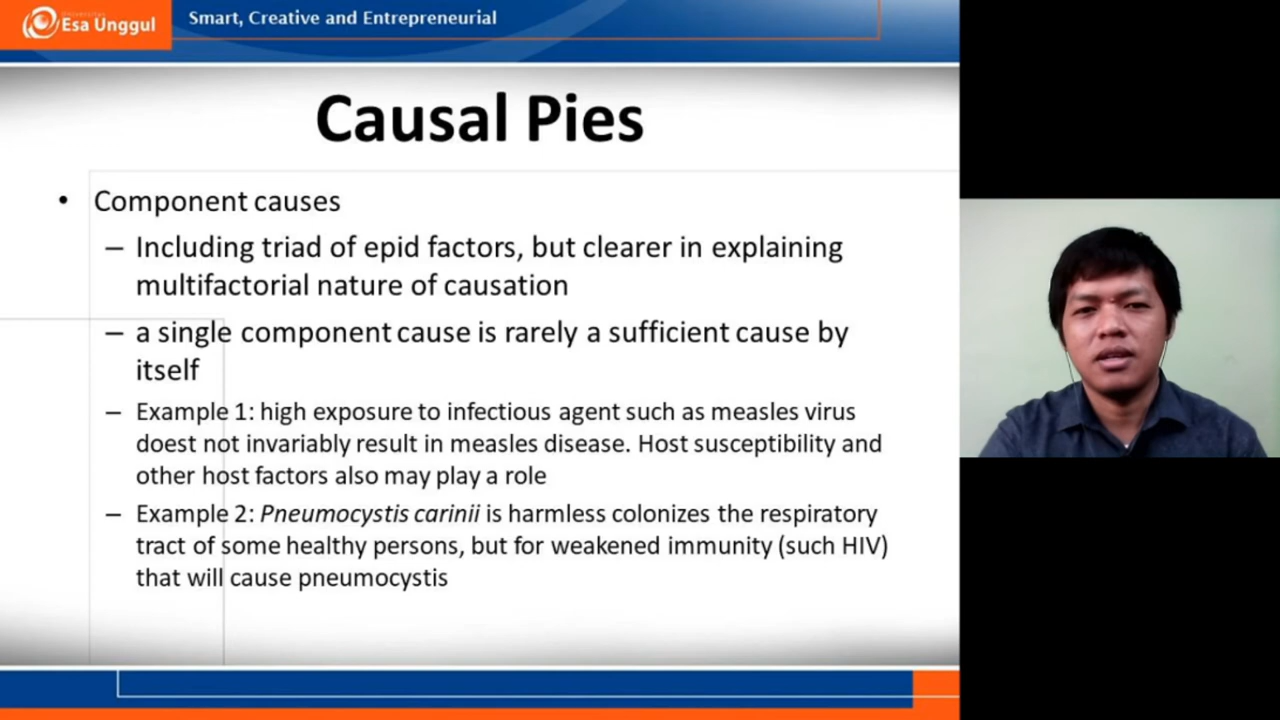 Universitas
Esa Unggul
Smart, Creative and Entrepreneurial
Causal Pies
• Component causes
– Including triad of epid factors, but clearer in explaining
multifactorial nature of causation
– a single component cause is rarely a sufficient cause by
itself
– Example 1: high exposure to infectious agent such as measles virus
doest not invariably result in measles disease. Host susceptibility and
other host factors also may play a role
– Example 2: Pneumocystis carinii is harmless colonizes the respiratory
tract of some healthy persons, but for weakened immunity (such HIV)
that will cause pneumocystis